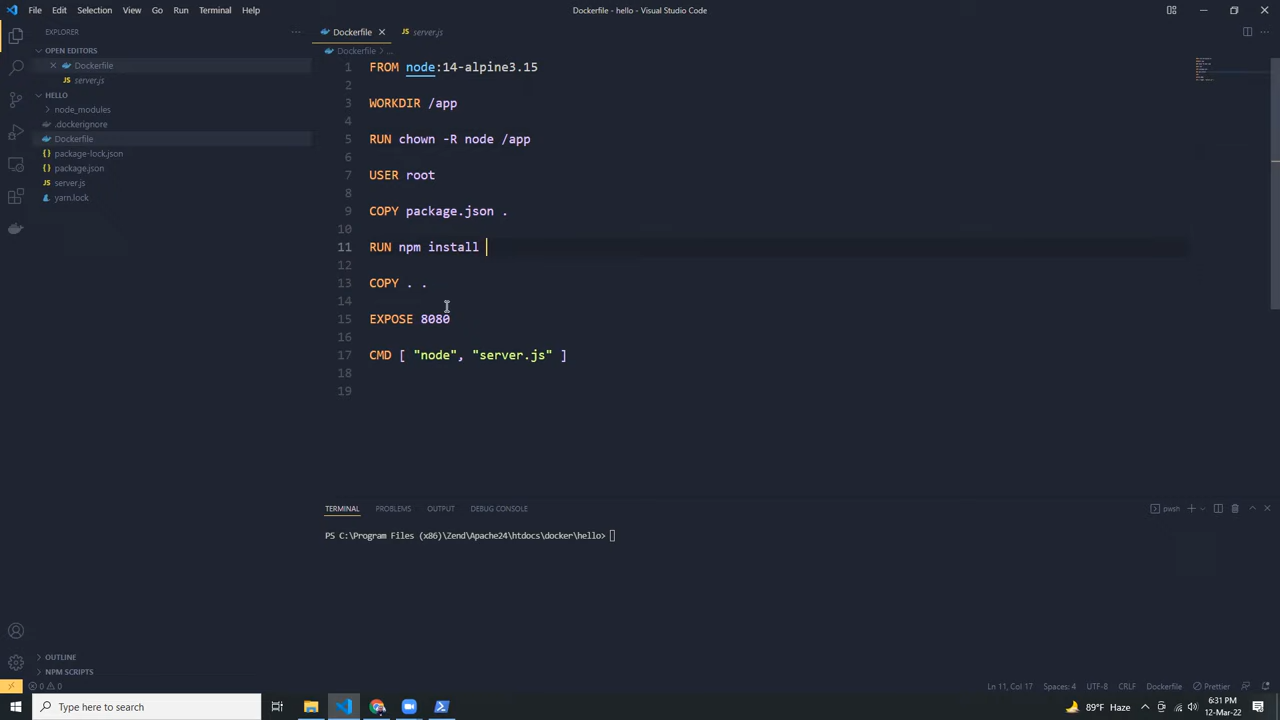 File Edit Selection View Go Run Terminal Help
Dockerfile - hello - Visual Studio Code
EXPLORER
OPEN EDITORS
Dockerfile
server.js
HELLO
node_modules
.dockerignore
Dockerfile
package-lock.json
package.json
server.js
yarn.lock
OUTLINE
NPM SCRIPTS
Dockerfile server.js
Dockerfile > ...
1 FROM node:14-alpine3.15
2
3 WORKDIR /app
4
5 RUN chown -R node /app
6
7 USER root
8
9 COPY package.json .
10
11 RUN npm install
12
13 COPY . .
14
15 EXPOSE 8080
16
17 CMD [ "node", "server.js" ]
18
19
TERMINAL PROBLEMS OUTPUT DEBUG CONSOLE
pwsh
PS C:\Program Files (x86)\Zend\Apache24\htdocs\docker\hello>
0 0
Ln 11, Col 17 Spaces: 4 UTF-8 CRLF Dockerfile Prettier
Type here to search
89°F Haze
6:31 PM
12-Mar-22